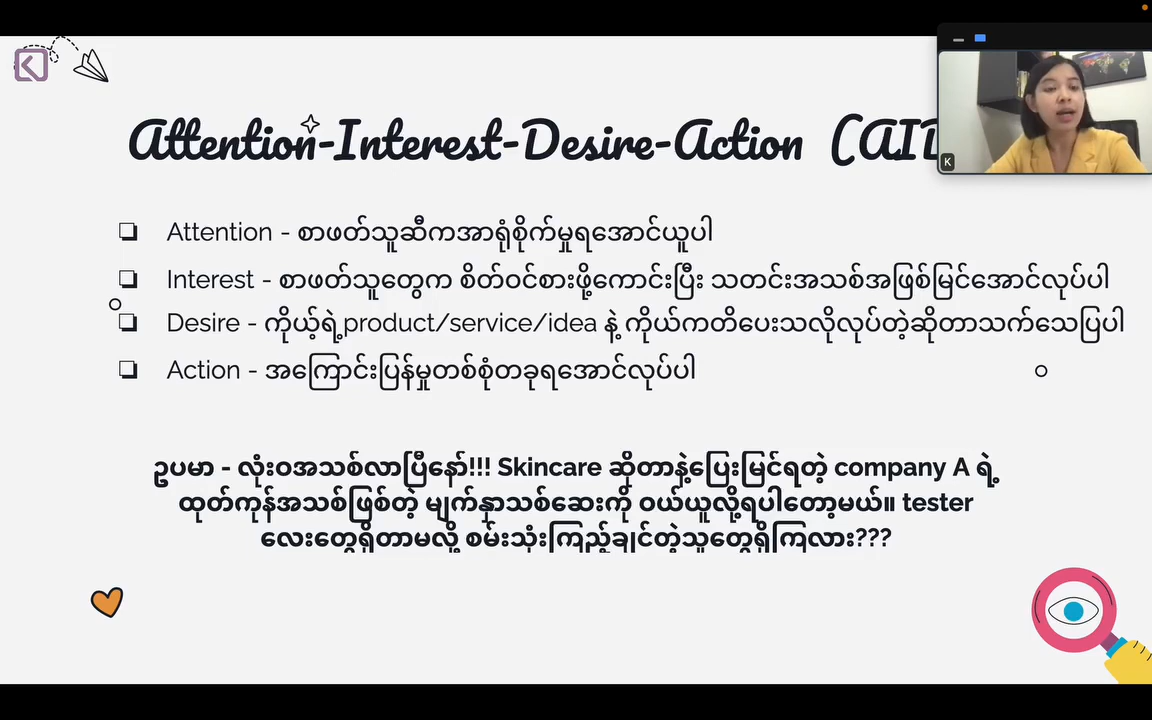 Attention-Interest-Desire-Action (AID
Attention - စာဖတ်သူဆီကအာရုံစိုက်မှုရအောင်ယူပါ
Interest - စာဖတ်သူတွေက စိတ်ဝင်စားဖို့ကောင်းပြီး သတင်းအသစ်အဖြစ်မြင်အောင်လုပ်ပါ
Desire - ကိုယ့်ရဲ့product/service/idea နဲ့ ကိုယ်ကတိပေးသလိုလုပ်တဲ့ဆိုတာသက်သေပြပါ
Action - အကြောင်းပြန်မှုတစ်စုံတခုရအောင်လုပ်ပါ
ဥပမာ - လုံးဝအသစ်လာပြီနော်!!! Skincare ဆိုတာနဲ့ပြေးမြင်ရတဲ့ company A ရဲ့
ထုတ်ကုန်အသစ်ဖြစ်တဲ့ မျက်နှာသစ်ဆေးကို ဝယ်ယူလို့ရပါတော့မယ်။ tester
လေးတွေရှိတာမလို့ စမ်းသုံးကြည့်ချင်တဲ့သူတွေရှိကြလား???
K